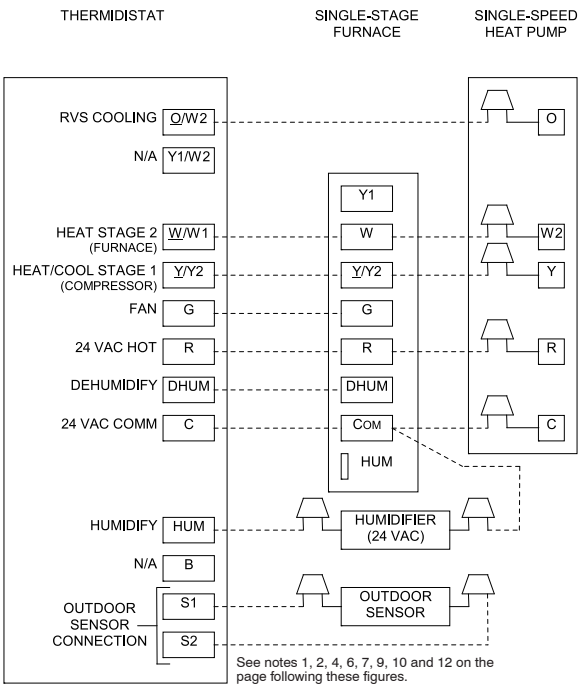 THERMIDISTAT
SINGLE-STAGE
FURNACE
SINGLE-SPEED
HEAT PUMP
RVS COOLING O/W2
O
N/A Y1/W2
Y1
HEAT STAGE 2
(FURNACE)
W/W1
W
W2
HEAT/COOL STAGE 1
(COMPRESSOR)
Y/Y2
Y/Y2
Y
FAN G
G
24 VAC HOT R
R
R
DEHUMIDIFY DHUM
DHUM
24 VAC COMM C
COM
C
HUM
HUMIDIFY HUM
HUMIDIFIER
(24 VAC)
N/A B
OUTDOOR
SENSOR
CONNECTION
S1
S2
OUTDOOR
SENSOR
See notes 1, 2, 4, 6, 7, 9, 10 and 12 on the
page following these figures.